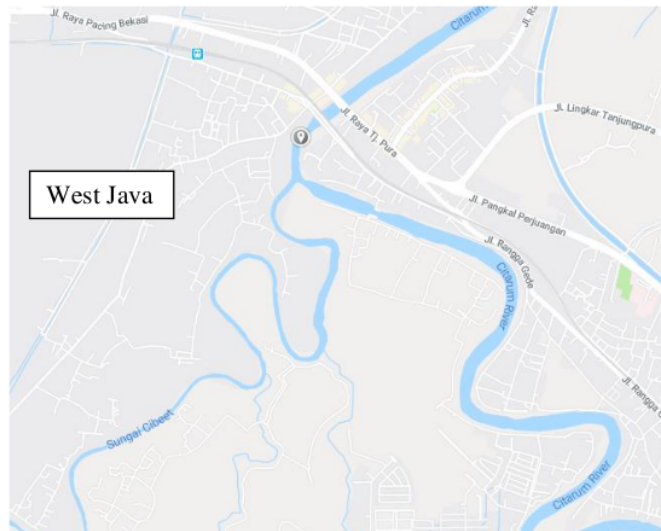 Jl. Raya Pacing Bekasi
Citarum River
Jl. Raya Tj. Pura
Jl. Lingkar Tanjungpura
West Java
Jl. Pangkal Perjuangan
Jl. Rangga Gede
Citarum River
Sungai Cibeet
Citarum River